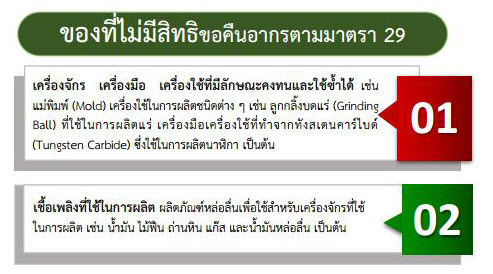 ของที่ไม่มีสิทธิขอคืนอากรตามมาตรา 29
เครื่องจักร เครื่องมือ เครื่องใช้ที่มีลักษณะคงทนและใช้ซ้ำได้ เช่น
แม่พิมพ์ (Mold) เครื่องใช้ในการผลิตชนิดต่าง ๆ เช่น ลูกกลิ้งบดแร่ (Grinding
Ball) ที่ใช้ในการผลิตแร่ เครื่องมือเครื่องใช้ที่ทำจากทังสเตนคาร์ไบด์
(Tungsten Carbide) ซึ่งใช้ในการผลิตนาฬิกา เป็นต้น
01
เชื้อเพลิงที่ใช้ในการผลิต ผลิตภัณฑ์หล่อลื่นเพื่อใช้สำหรับเครื่องจักรที่ใช้
ในการผลิต เช่น น้ำมัน ไม้ฟืน ถ่านหิน แก๊ส และน้ำมันหล่อลื่น เป็นต้น
02